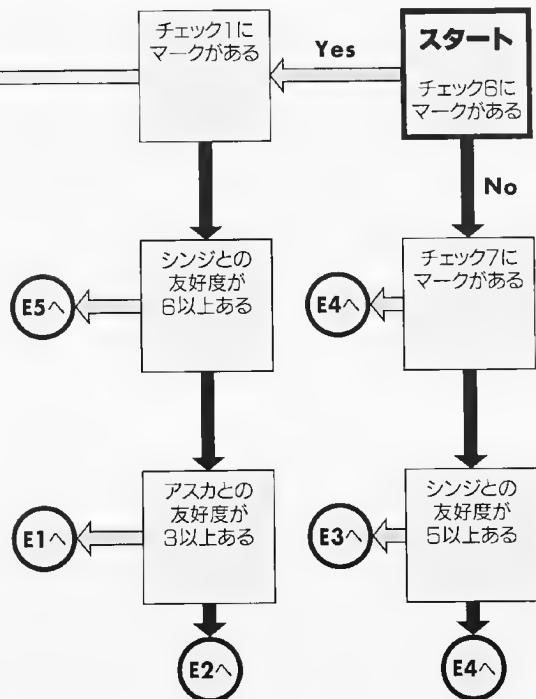 スタート
チェック6に
マークがある
Yes
チェック1に
マークがある
No
シンジとの
友好度が
6以上ある
E5へ
チェック7に
マークがある
E4へ
アスカとの
友好度が
3以上ある
E1へ
シンジとの
友好度が
5以上ある
E3へ
E2へ
E4へ